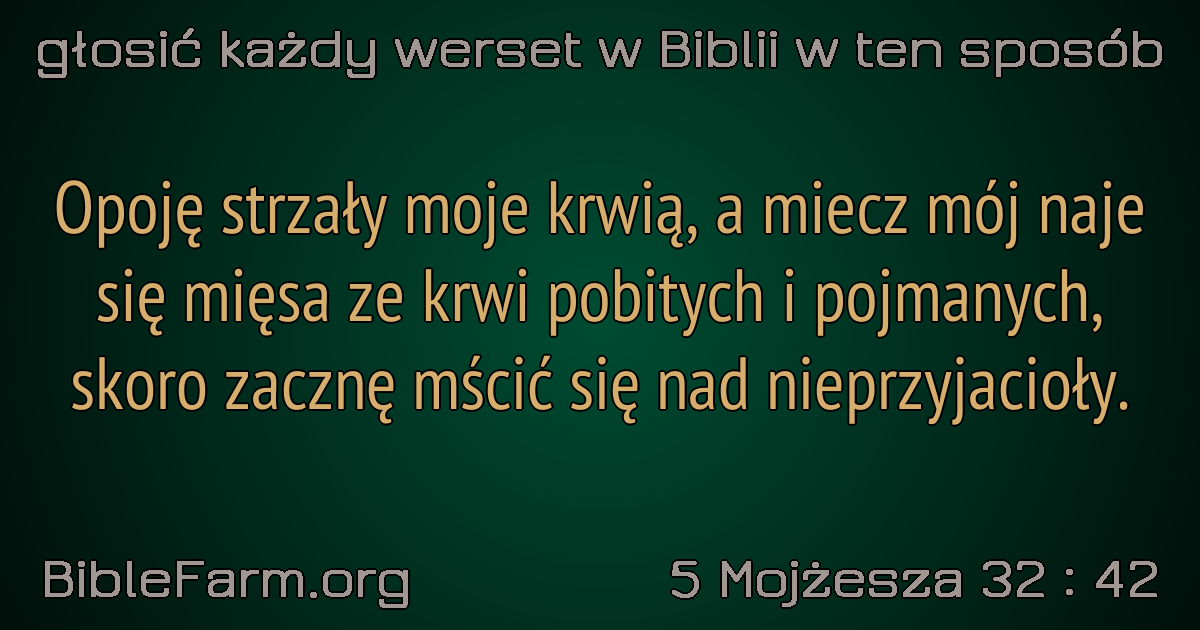 głosić każdy werset w Biblii w ten sposób
Opoję strzały moje krwią, a miecz mój naje
się mięsa ze krwi pobitych i pojmanych,
skoro zacznę mścić się nad nieprzyjacioły.
BibleFarm.org
5 Mojżesza 32 : 42